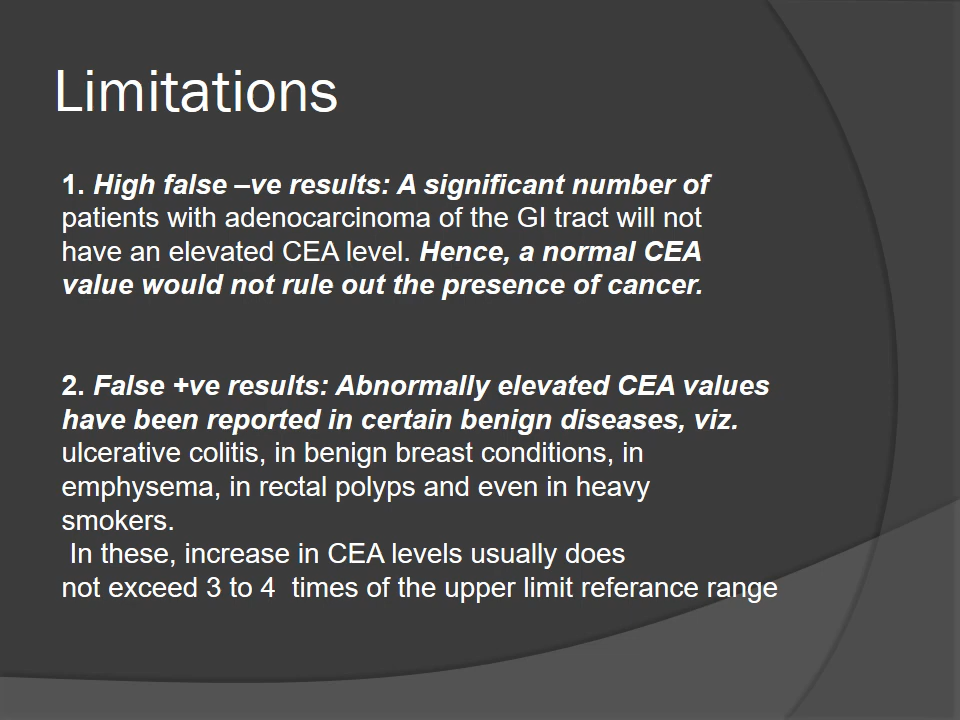 Limitations
1. High false –ve results: A significant number of
patients with adenocarcinoma of the GI tract will not
have an elevated CEA level. Hence, a normal CEA
value would not rule out the presence of cancer.
2. False +ve results: Abnormally elevated CEA values
have been reported in certain benign diseases, viz.
ulcerative colitis, in benign breast conditions, in
emphysema, in rectal polyps and even in heavy
smokers.
In these, increase in CEA levels usually does
not exceed 3 to 4  times of the upper limit referance range